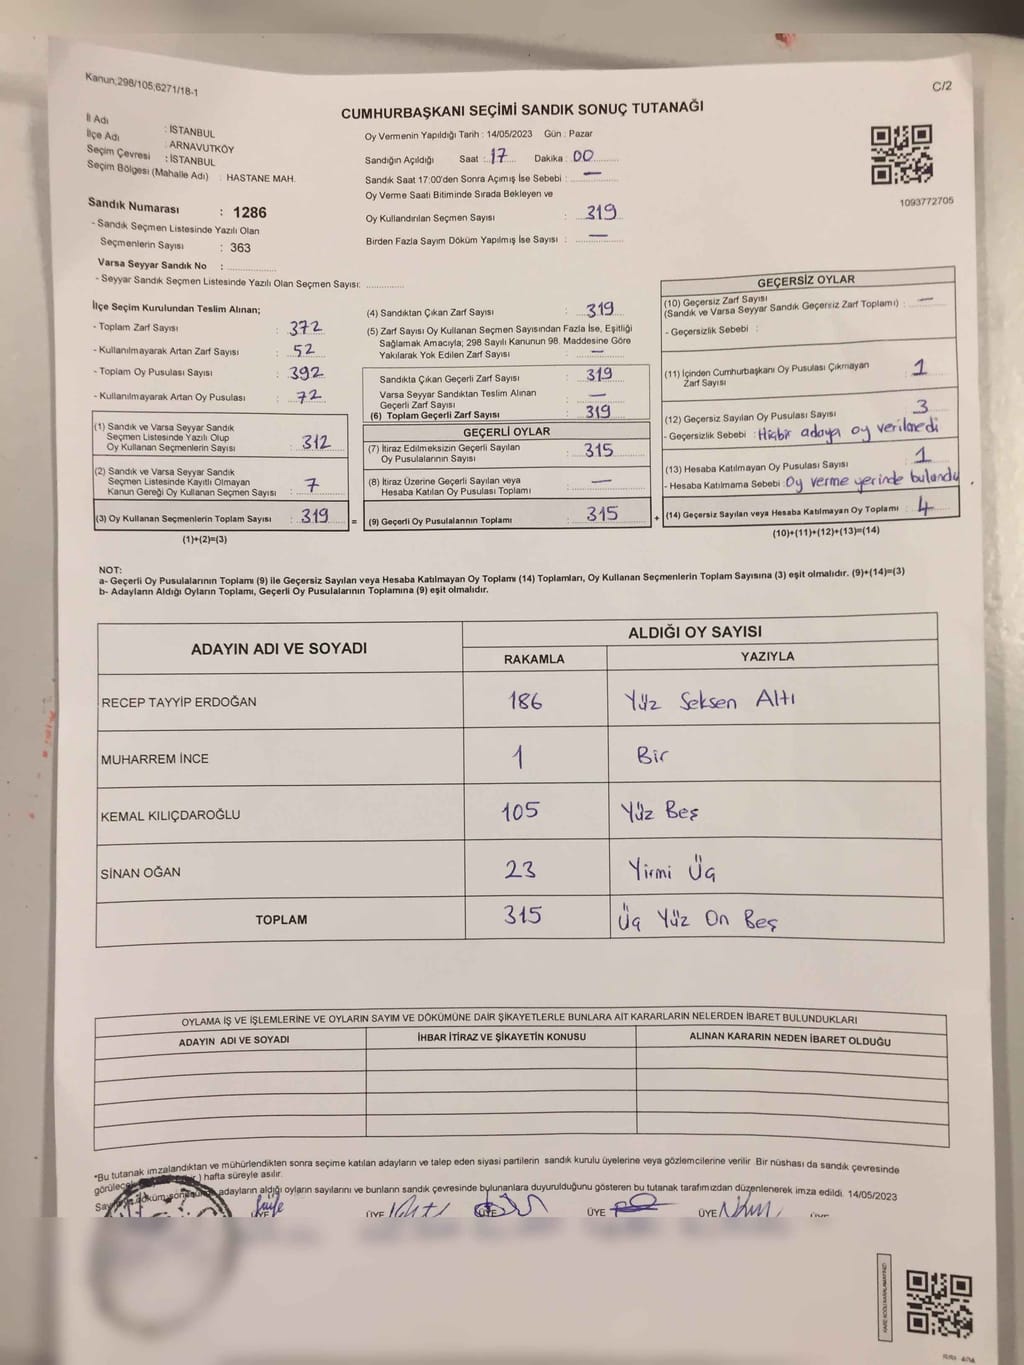 Kanun;298/105;6271/18-1
C/2
CUMHURBAŞKANI SEÇİMİ SANDIK SONUÇ TUTANAĞI
İl Adı : İSTANBUL
İlçe Adı : ARNAVUTKÖY
Seçim Çevresi : İSTANBUL
Seçim Bölgesi (Mahalle Adı) : HASTANE MAH.
Sandık Numarası : 1286
- Sandık Seçmen Listesinde Yazılı Olan
Seçmenlerin Sayısı : 363
Varsa Seyyar Sandık No :
- Seyyar Sandık Seçmen Listesinde Yazılı Olan Seçmen Sayısı:
Oy Vermenin Yapıldığı Tarih : 14/05/2023 Gün : Pazar
Sandığın Açıldığı Saat : 17 Dakika : 00
Sandık Saat 17:00'den Sonra Açımış İse Sebebi : —
Oy Verme Saati Bitiminde Sırada Bekleyen ve
Oy Kullandırılan Seçmen Sayısı : 319
Birden Fazla Sayım Döküm Yapılmış İse Sayısı : —
1093772705
İlçe Seçim Kurulundan Teslim Alınan;
- Toplam Zarf Sayısı : 372
- Kullanılmayarak Artan Zarf Sayısı : 52
- Toplam Oy Pusulası Sayısı : 392
- Kullanılmayarak Artan Oy Pusulası : 72
(1) Sandık ve Varsa Seyyar Sandık
Seçmen Listesinde Yazılı Olup
Oy Kullanan Seçmenlerin Sayısı : 312
(2) Sandık ve Varsa Seyyar Sandık
Seçmen Listesinde Kayıtlı Olmayan
Kanun Gereği Oy Kullanan Seçmen Sayısı : 7
(3) Oy Kullanan Seçmenlerin Toplam Sayısı : 319
(1)+(2)=(3)
(4) Sandıktan Çıkan Zarf Sayısı : 319
(5) Zarf Sayısı Oy Kullanan Seçmen Sayısından Fazla İse, Eşitliği
Sağlamak Amacıyla; 298 Sayılı Kanunun 98. Maddesine Göre
Yakılarak Yok Edilen Zarf Sayısı : —
Sandıkta Çıkan Geçerli Zarf Sayısı : 319
Varsa Seyyar Sandıktan Teslim Alınan
Geçerli Zarf Sayısı : —
(6) Toplam Geçerli Zarf Sayısı : 319
GEÇERLİ OYLAR
(7) İtiraz Edilmeksizin Geçerli Sayılan
Oy Pusulalarının Sayısı : 315
(8) İtiraz Üzerine Geçerli Sayılan veya
Hesaba Katılan Oy Pusulası Toplamı : —
= (9) Geçerli Oy Pusulalarının Toplamı : 315 +
GEÇERSİZ OYLAR
(10) Geçersiz Zarf Sayısı
(Sandık ve Varsa Seyyar Sandık Geçersiz Zarf Toplamı) : —
- Geçersizlik Sebebi :
(11) İçinden Cumhurbaşkanı Oy Pusulası Çıkmayan
Zarf Sayısı : 1
(12) Geçersiz Sayılan Oy Pusulası Sayısı : 3
- Geçersizlik Sebebi : Hiçbir adaya oy verilmedi
(13) Hesaba Katılmayan Oy Pusulası Sayısı : 1
- Hesaba Katılmama Sebebi : Oy verme yerinde bulundu
(14) Geçersiz Sayılan veya Hesaba Katılmayan Oy Toplamı : 4
(10)+(11)+(12)+(13)=(14)
NOT:
a- Geçerli Oy Pusulalarının Toplamı (9) ile Geçersiz Sayılan veya Hesaba Katılmayan Oy Toplamı (14) Toplamları, Oy Kullanan Seçmenlerin Toplam Sayısına (3) eşit olmalıdır. (9)+(14)=(3)
b- Adayların Aldığı Oyların Toplamı, Geçerli Oy Pusulalarının Toplamına (9) eşit olmalıdır.
ADAYIN ADI VE SOYADI ALDIĞI OY SAYISI
RAKAMLA YAZIYLA
RECEP TAYYİP ERDOĞAN 186 Yüz Seksen Altı
MUHARREM İNCE 1 Bir
KEMAL KILIÇDAROĞLU 105 Yüz Beş
SİNAN OĞAN 23 Yirmi Üç
TOPLAM 315 Üç Yüz On Beş
OYLAMA İŞ VE İŞLEMLERİNE VE OYLARIN SAYIM VE DÖKÜMÜNE DAİR ŞİKAYETLERLE BUNLARA AİT KARARLARIN NELERDEN İBARET BULUNDUKLARI
ADAYIN ADI VE SOYADI İHBAR İTİRAZ VE ŞİKAYETİN KONUSU ALINAN KARARIN NEDEN İBARET OLDUĞU
*Bu tutanak imzalandıktan ve mühürlendikten sonra seçime katılan adayların ve talep eden siyasi partilerin sandık kurulu üyelerine veya gözlemcilerine verilir. Bir nüshası da sandık çevresinde
) hafta süreyle asılır.
adayların aldığı oyların sayılarını ve bunların sandık çevresinde bulunanlara duyurulduğunu gösteren bu tutanak tarafımızdan düzenlenerek imza edildi. 14/05/2023
ÜYE ÜYE ÜYE ÜYE ÜYE